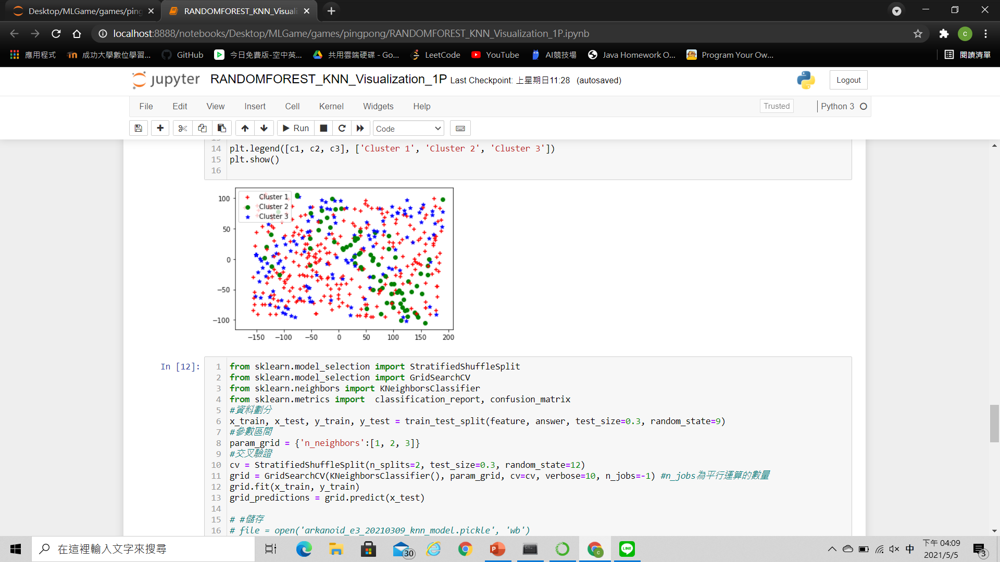 Desktop/MLGame/games/ping
RANDOMFOREST_KNN_Visuali
localhost:8888/notebooks/Desktop/MLGame/games/pingpong/RANDOMFOREST_KNN_Visualization_1P.ipynb
c
應用程式
成功大學數位學習...
GitHub
今日免費版-空中英...
共用雲端硬碟 - Go...
LeetCode
YouTube
AI競技場
Java Homework O...
Program Your Ow...
閱讀清單
jupyter RANDOMFOREST_KNN_Visualization_1P Last Checkpoint: 上星期日11:28 (autosaved)
Logout
File Edit View Insert Cell Kernel Widgets Help
Trusted
Python 3
Run
Code
14 plt.legend([c1, c2, c3], ['Cluster 1', 'Cluster 2', 'Cluster 3'])
15 plt.show()
16
Cluster 1
Cluster 2
Cluster 3
100
50
0
−50
−100
−150 −100 −50 0 50 100 150 200
In [12]:
1 from sklearn.model_selection import StratifiedShuffleSplit
2 from sklearn.model_selection import GridSearchCV
3 from sklearn.neighbors import KNeighborsClassifier
4 from sklearn.metrics import  classification_report, confusion_matrix
5 #資料劃分
6 x_train, x_test, y_train, y_test = train_test_split(feature, answer, test_size=0.3, random_state=9)
7 #參數區間
8 param_grid = {'n_neighbors':[1, 2, 3]}
9 #交叉驗證
10 cv = StratifiedShuffleSplit(n_splits=2, test_size=0.3, random_state=12)
11 grid = GridSearchCV(KNeighborsClassifier(), param_grid, cv=cv, verbose=10, n_jobs=-1) #n_jobs為平行運算的數量
12 grid.fit(x_train, y_train)
13 grid_predictions = grid.predict(x_test)
14
15 # #儲存
16 # file = open('arkanoid_e3_20210309_knn_model.pickle', 'wb')
在這裡輸入文字來搜尋
30
P
c
LINE
中
下午 04:09
2021/5/5
3